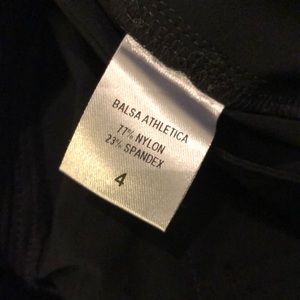 BALSA ATHLETICA
77% NYLON
23% SPANDEX
4